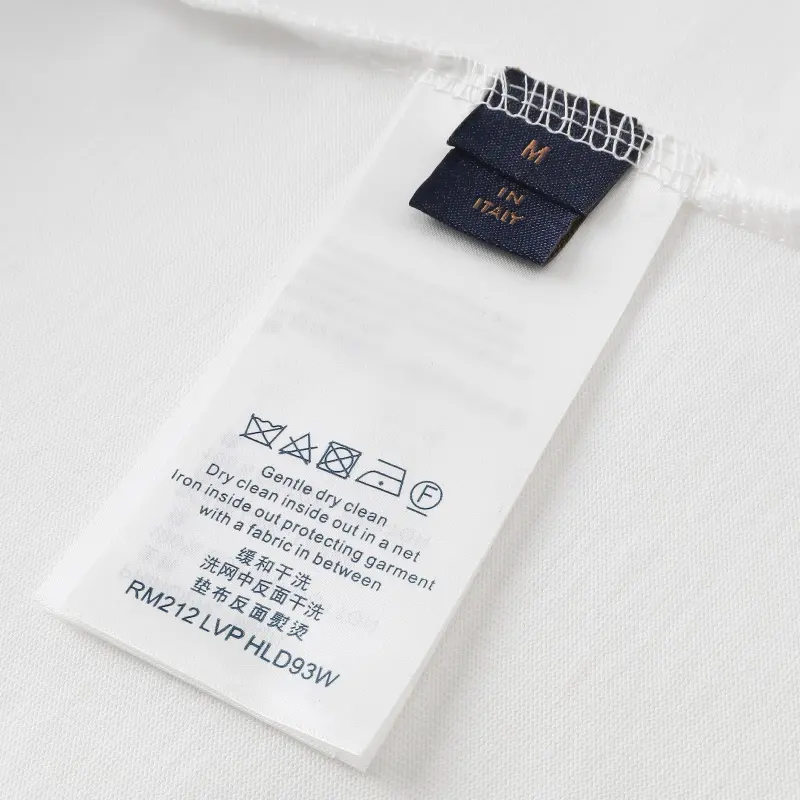 M
IN
ITALY
F
Gentle dry clean
Dry clean inside out in a net
Iron inside out protecting garment
with a fabric in between
缓和干洗
洗网中反面干洗
垫布反面熨烫
RM212 LVP HLD93W